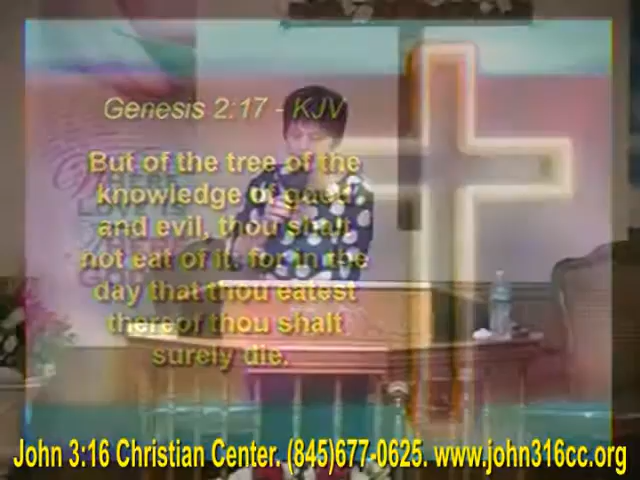 Genesis 2:17 - KJV
But of the tree of the
knowledge of good
and evil, thou shalt
not eat of it: for in the
day that thou eatest
thereof thou shalt
surely die.
John 3:16 Christian Center. (845)677-0625. www.john316cc.org